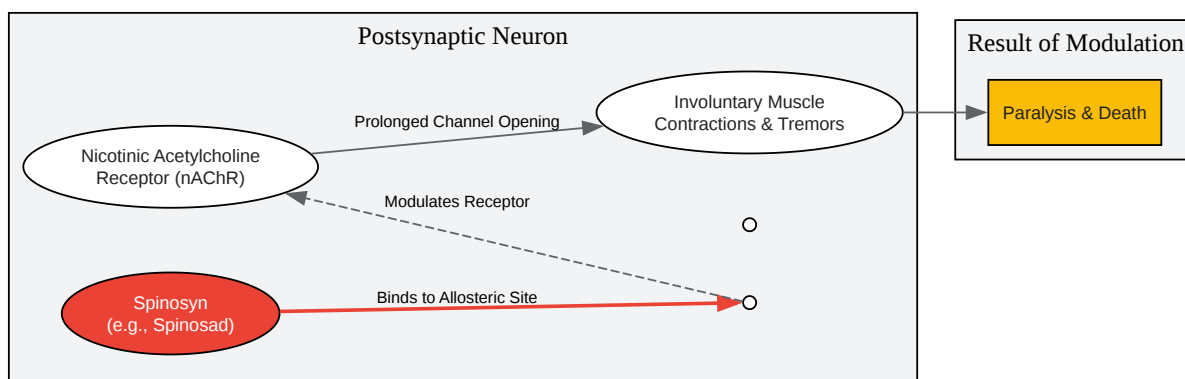 Postsynaptic Neuron
Result of Modulation
Involuntary Muscle
Contractions & Tremors
Paralysis & Death
Prolonged Channel Opening
Nicotinic Acetylcholine
Receptor (nAChR)
Modulates Receptor
Spinosyn
(e.g., Spinosad)
Binds to Allosteric Site